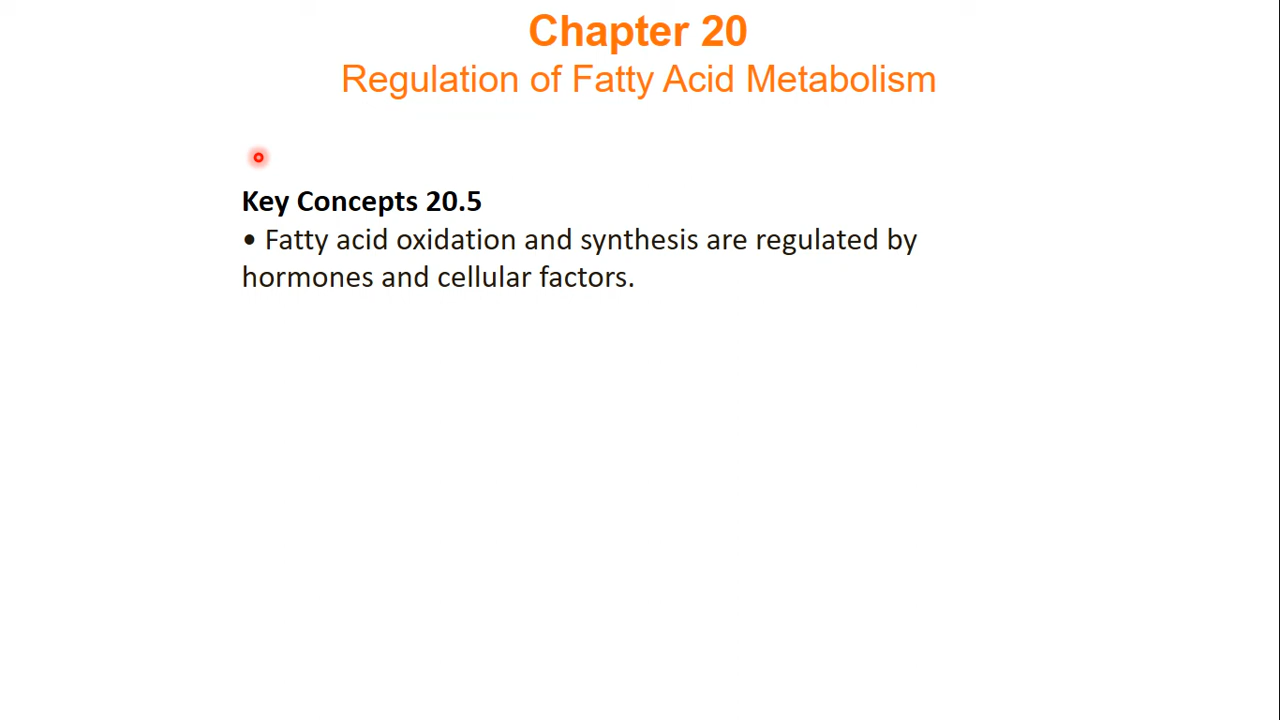 Chapter 20
Regulation of Fatty Acid Metabolism
Key Concepts 20.5
• Fatty acid oxidation and synthesis are regulated by
hormones and cellular factors.